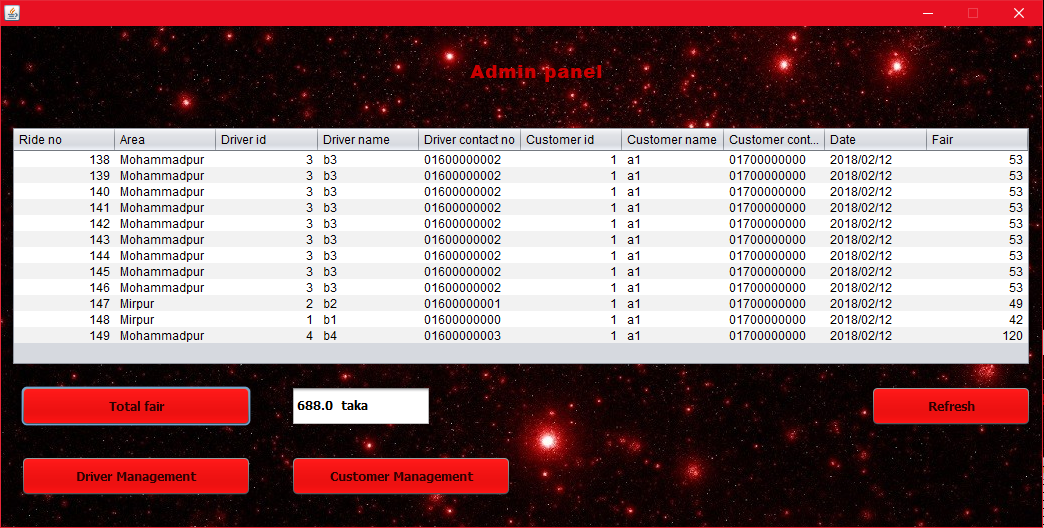 Admin panel
Ride no Area Driver id Driver name Driver contact no Customer id Customer name Customer cont... Date Fair
138 Mohammadpur 3 b3 01600000002 1 a1 01700000000 2018/02/12 53
139 Mohammadpur 3 b3 01600000002 1 a1 01700000000 2018/02/12 53
140 Mohammadpur 3 b3 01600000002 1 a1 01700000000 2018/02/12 53
141 Mohammadpur 3 b3 01600000002 1 a1 01700000000 2018/02/12 53
142 Mohammadpur 3 b3 01600000002 1 a1 01700000000 2018/02/12 53
143 Mohammadpur 3 b3 01600000002 1 a1 01700000000 2018/02/12 53
144 Mohammadpur 3 b3 01600000002 1 a1 01700000000 2018/02/12 53
145 Mohammadpur 3 b3 01600000002 1 a1 01700000000 2018/02/12 53
146 Mohammadpur 3 b3 01600000002 1 a1 01700000000 2018/02/12 53
147 Mirpur 2 b2 01600000001 1 a1 01700000000 2018/02/12 49
148 Mirpur 1 b1 01600000000 1 a1 01700000000 2018/02/12 42
149 Mohammadpur 4 b4 01600000003 1 a1 01700000000 2018/02/12 120
Total fair 688.0 taka Refresh
Driver Management Customer Management